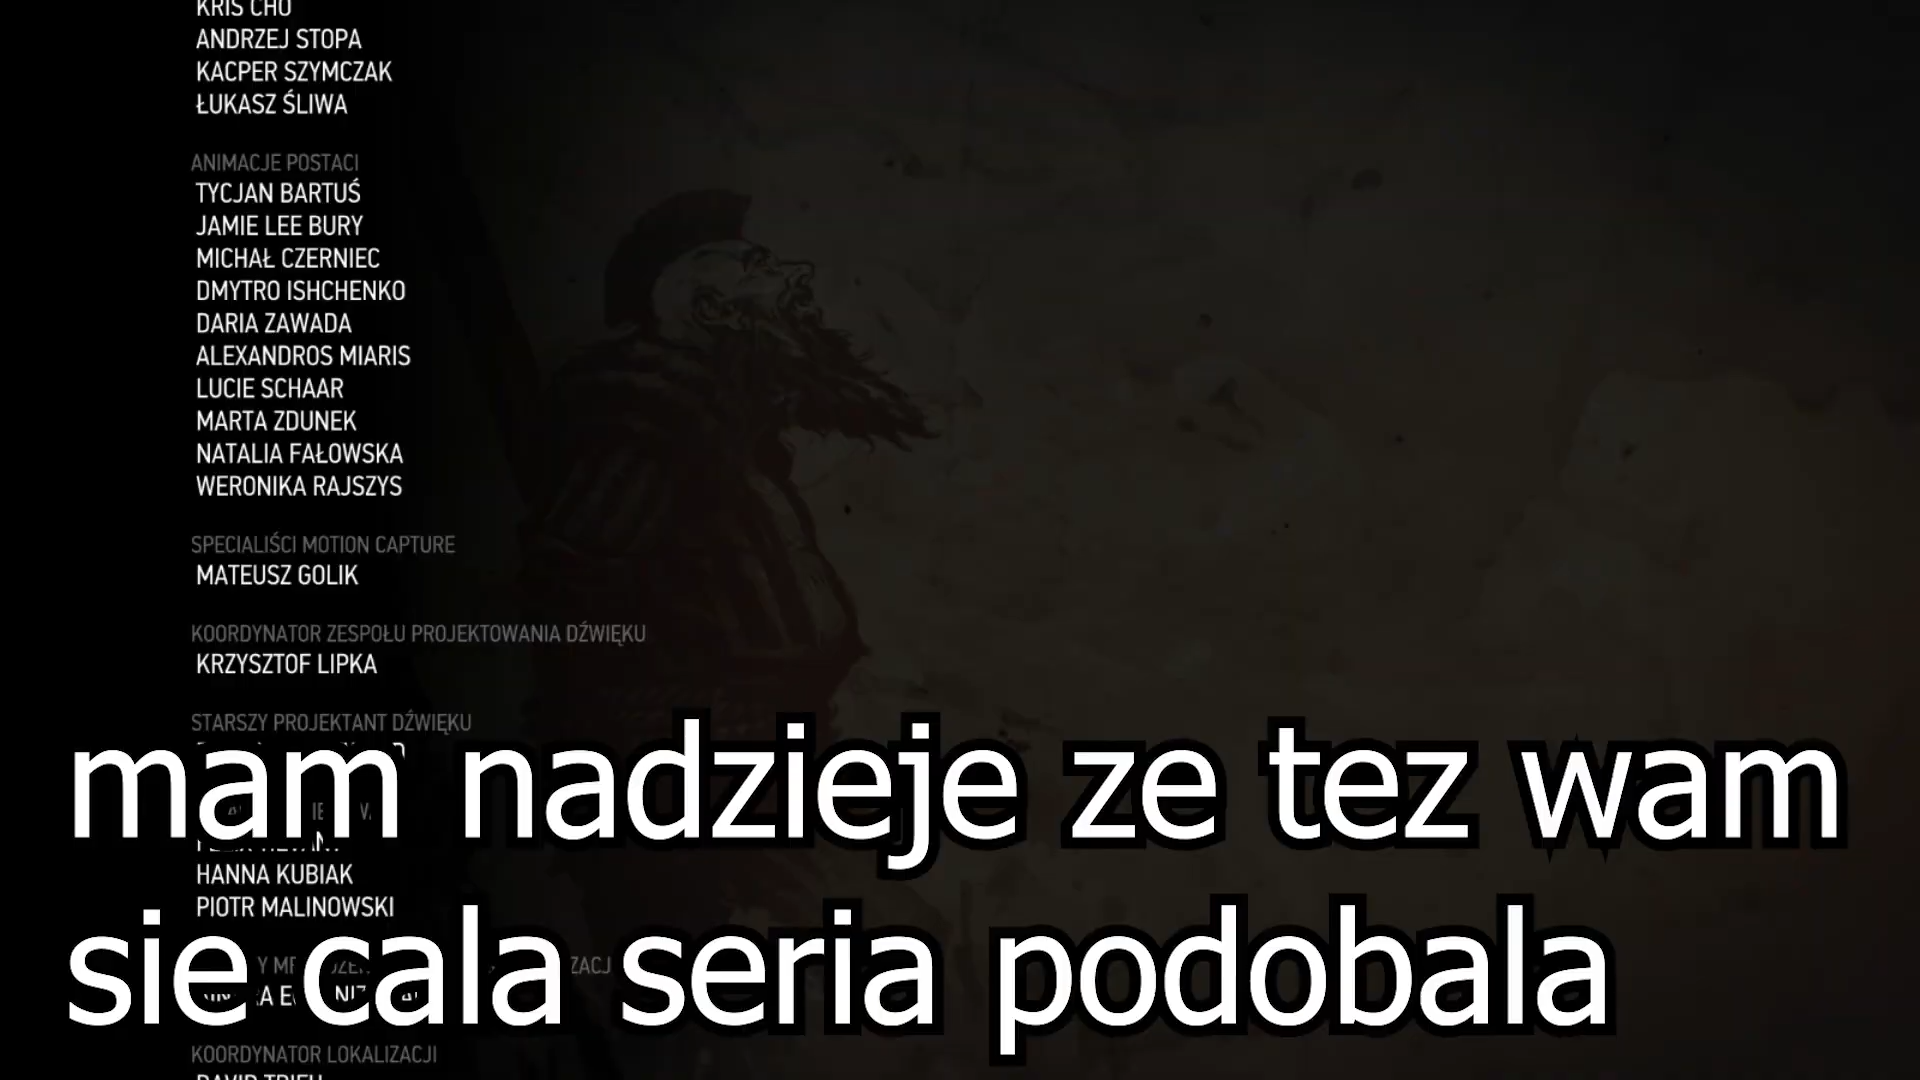 KRIS CHO
ANDRZEJ STOPA
KACPER SZYMCZAK
ŁUKASZ ŚLIWA
ANIMACJE POSTACI
TYCJAN BARTUŚ
JAMIE LEE BURY
MICHAŁ CZERNIEC
DMYTRO ISHCHENKO
DARIA ZAWADA
ALEXANDROS MIARIS
LUCIE SCHAAR
MARTA ZDUNEK
NATALIA FAŁOWSKA
WERONIKA RAJSZYS
SPECIALIŚCI MOTION CAPTURE
MATEUSZ GOLIK
KOORDYNATOR ZESPOŁU PROJEKTOWANIA DŹWIĘKU
KRZYSZTOF LIPKA
STARSZY PROJEKTANT DŹWIĘKU
mam nadzieje ze tez wam
HANNA KUBIAK
PIOTR MALINOWSKI
sie cala seria podobala
KOORDYNATOR LOKALIZACJI